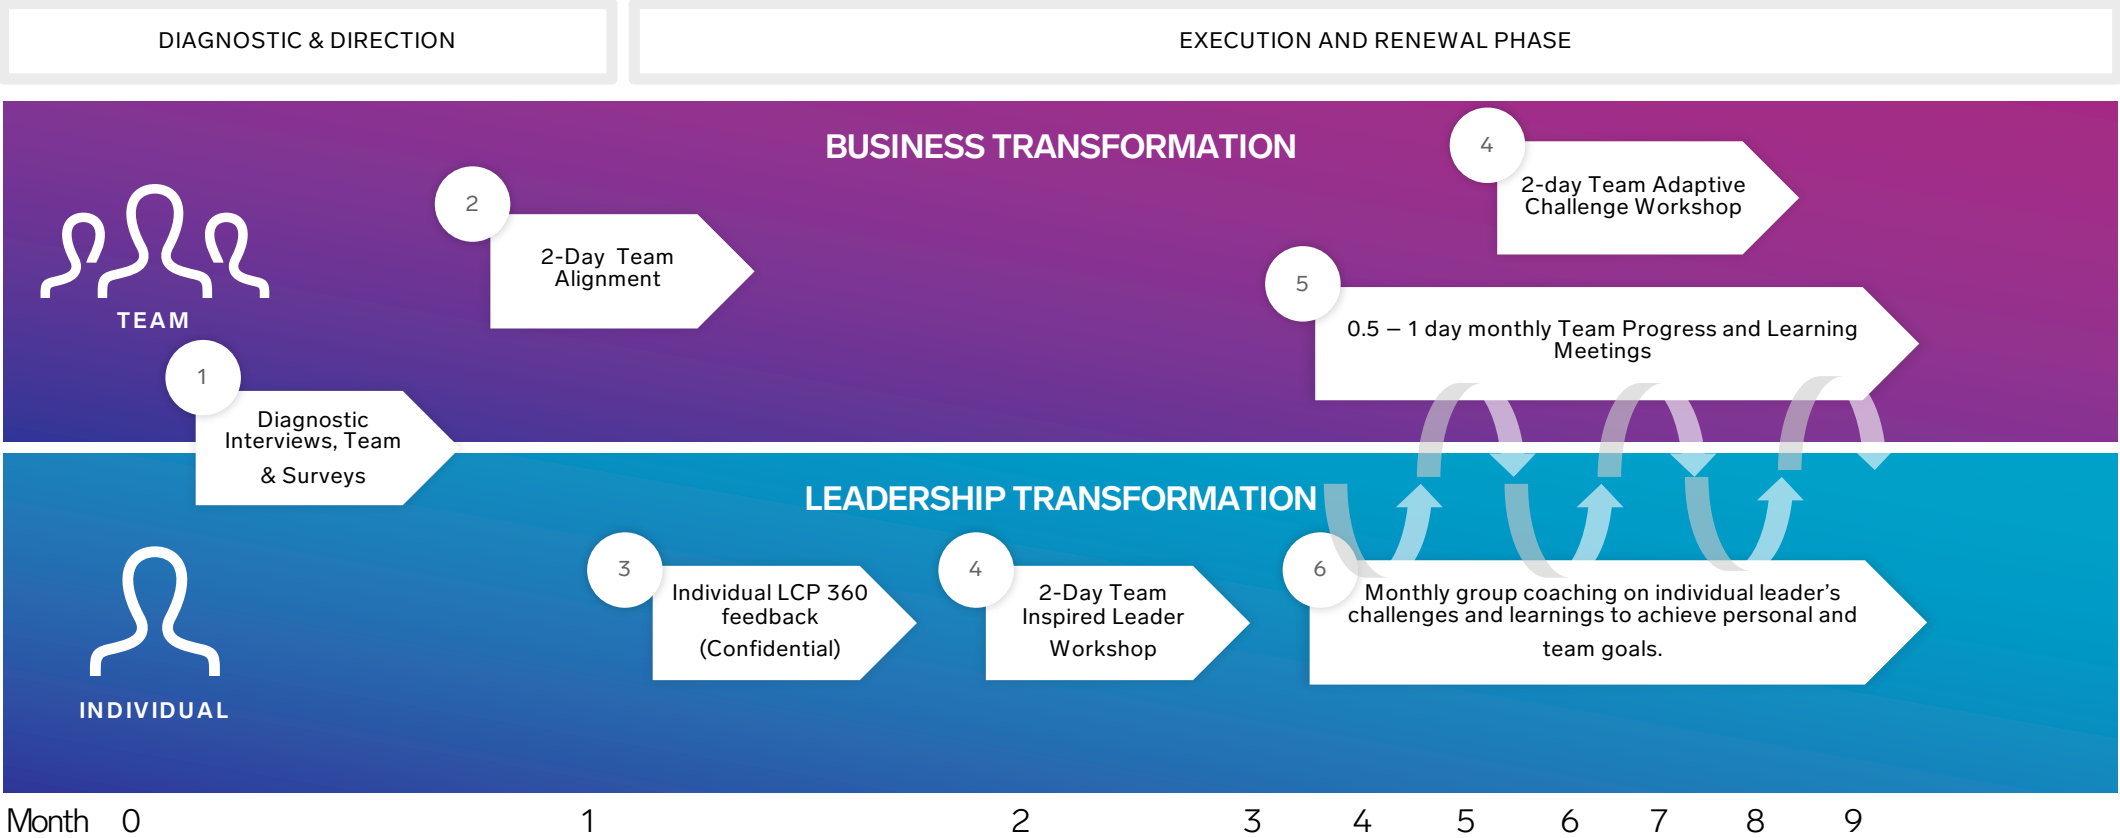 DIAGNOSTIC & DIRECTION
EXECUTION AND RENEWAL PHASE
BUSINESS TRANSFORMATION
TEAM
1
Diagnostic
Interviews, Team
& Surveys
2
2-Day Team
Alignment
4
2-day Team Adaptive
Challenge Workshop
5
0.5 – 1 day monthly Team Progress and Learning
Meetings
LEADERSHIP TRANSFORMATION
INDIVIDUAL
3
Individual LCP 360
feedback
(Confidential)
4
2-Day Team
Inspired Leader
Workshop
6
Monthly group coaching on individual leader’s
challenges and learnings to achieve personal and
team goals.
Month 0 1 2 3 4 5 6 7 8 9